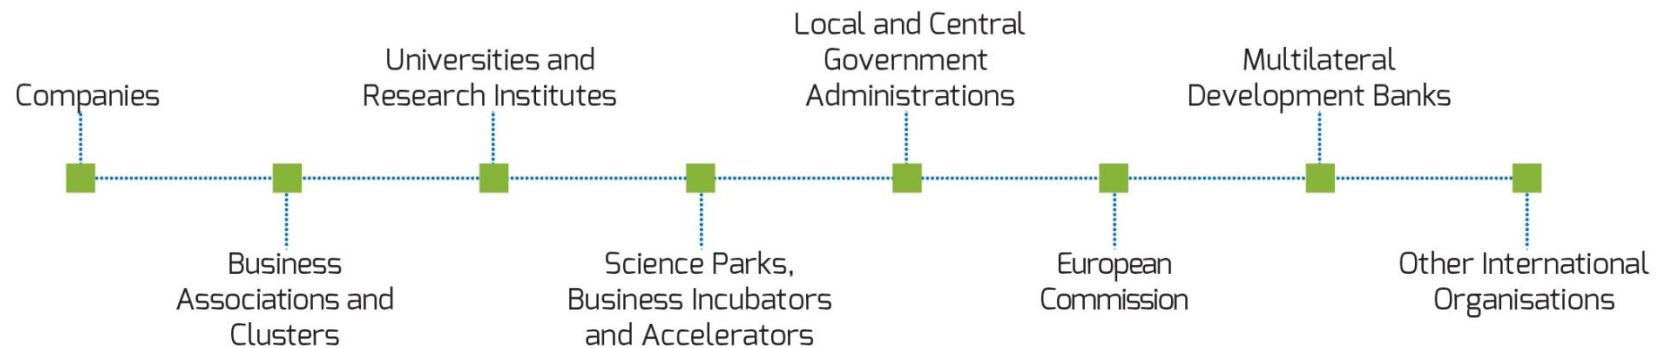 Companies
Business
Associations and
Clusters
Universities and
Research Institutes
Science Parks,
Business Incubators
and Accelerators
Local and Central
Government
Administrations
European
Commission
Multilateral
Development Banks
Other International
Organisations